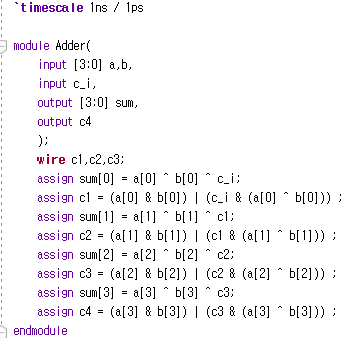 `timescale 1ns / 1ps
module Adder(
input [3:0] a,b,
input c_i,
output [3:0] sum,
output c4
);
wire c1,c2,c3;
assign sum[0] = a[0] ^ b[0] ^ c_i;
assign c1 = (a[0] & b[0]) | (c_i & (a[0] ^ b[0])) ;
assign sum[1] = a[1] ^ b[1] ^ c1;
assign c2 = (a[1] & b[1]) | (c1 & (a[1] ^ b[1])) ;
assign sum[2] = a[2] ^ b[2] ^ c2;
assign c3 = (a[2] & b[2]) | (c2 & (a[2] ^ b[2])) ;
assign sum[3] = a[3] ^ b[3] ^ c3;
assign c4 = (a[3] & b[3]) | (c3 & (a[3] ^ b[3])) ;
endmodule